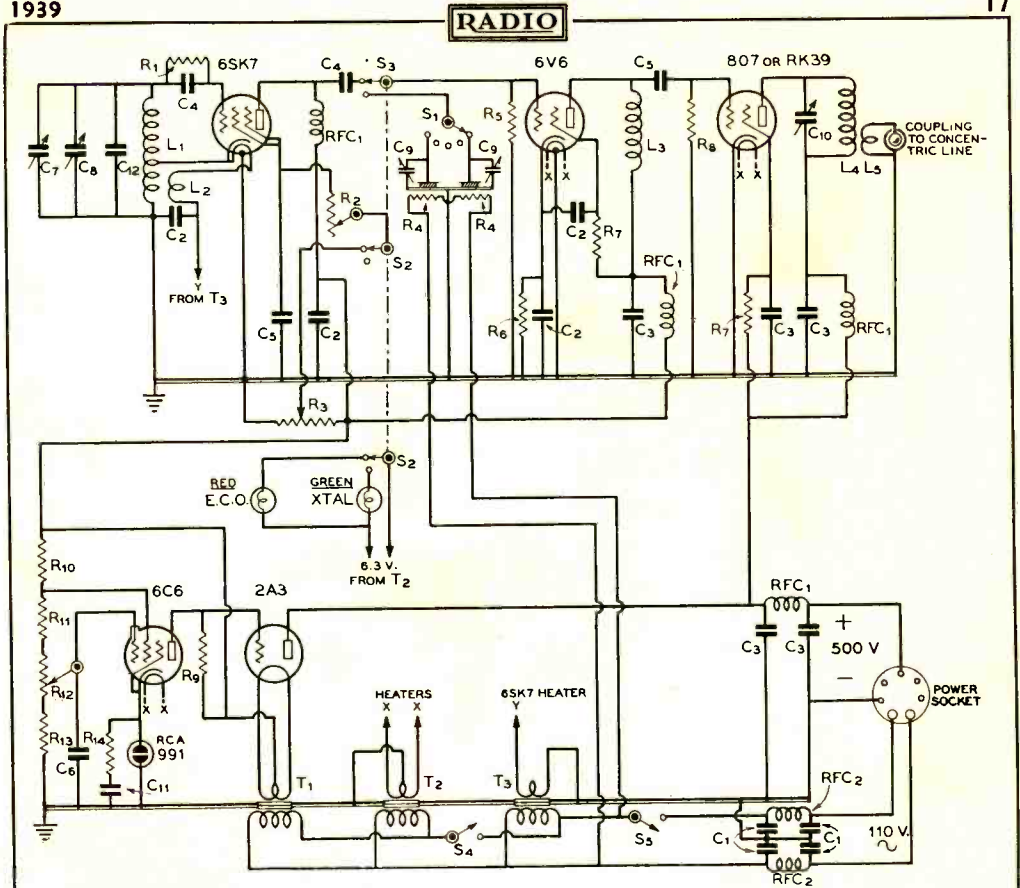 1939
RADIO
17
R1 6SK7 C4 S3 6V6 C5 807 OR RK39
C4
RFC1 S1 R5 L3 R8 C10
COUPLING
TO CONCEN-
TRIC LINE
L1 C9 C9
C7 C8 C12 L4 L5
X X X X
L2 R2
C2 R4 R4 C2 R7
S2 RFC1
Y
FROM T3
C5 C2 R6 C2 C3 R7 C3 C3 RFC1
R3
S2
RED GREEN
E.C.O. XTAL
6.3 V.
FROM T2
R10
6C6 2A3 RFC1
R11
+
C3 C3 500 V
R9 −
R12 HEATERS 6SK7 HEATER POWER
SOCKET
X X X X Y
R13 R14 RCA
991
C6 T1 T2 T3
C11 RFC2
S4 S5 C1 C1 110 V.
∼
RFC2